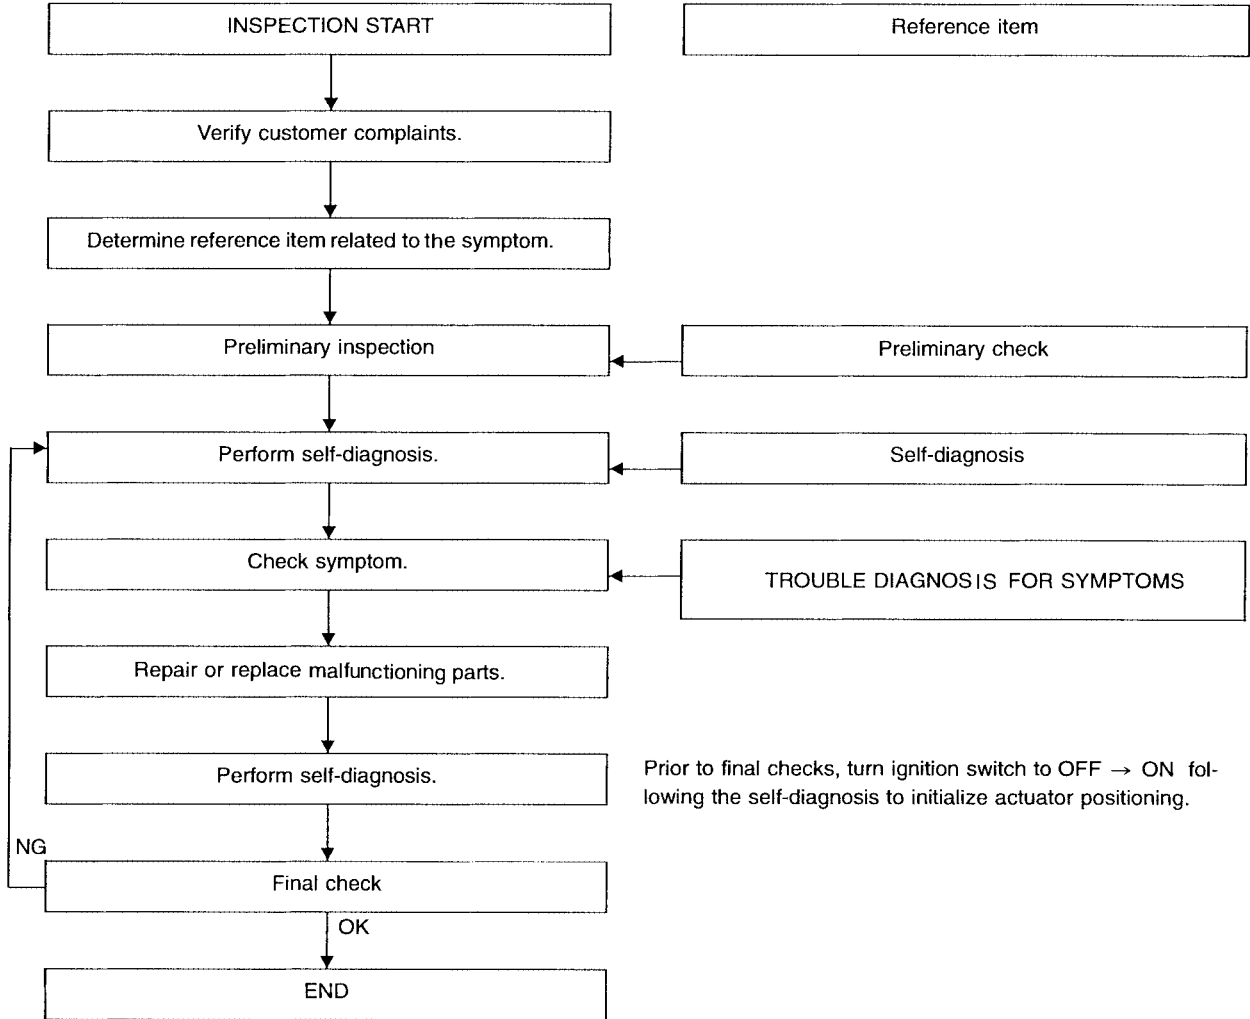 INSPECTION START
Reference item
Verify customer complaints.
Determine reference item related to the symptom.
Preliminary inspection
Preliminary check
Perform self-diagnosis.
Self-diagnosis
Check symptom.
TROUBLE DIAGNOSIS FOR SYMPTOMS
Repair or replace malfunctioning parts.
Perform self-diagnosis.
Prior to final checks, turn ignition switch to OFF → ON fol-
lowing the self-diagnosis to initialize actuator positioning.
NG
Final check
OK
END